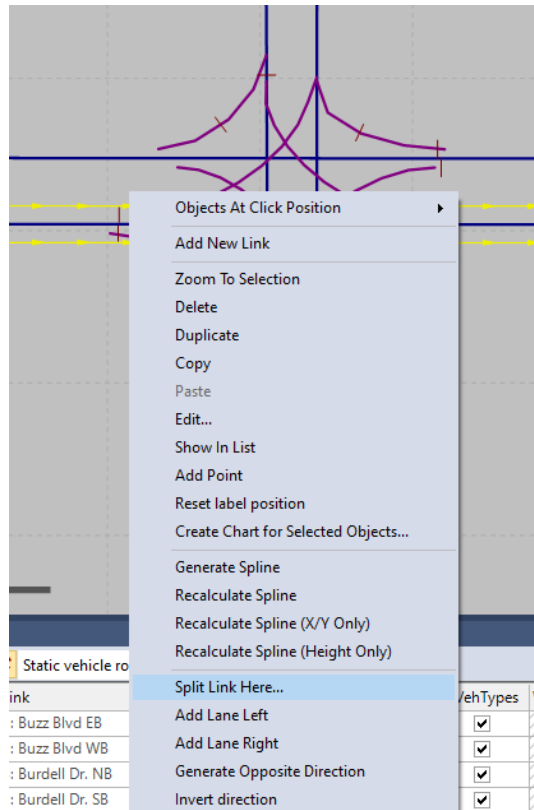 Objects At Click Position
Add New Link
Zoom To Selection
Delete
Duplicate
Copy
Paste
Edit...
Show In List
Add Point
Reset label position
Create Chart for Selected Objects...
Generate Spline
Recalculate Spline
Recalculate Spline (X/Y Only)
Recalculate Spline (Height Only)
Static vehicle ro
Split Link Here...
ink
VehTypes
Add Lane Left
: Buzz Blvd EB
Add Lane Right
: Buzz Blvd WB
Generate Opposite Direction
: Burdell Dr. NB
Invert direction
: Burdell Dr. SB